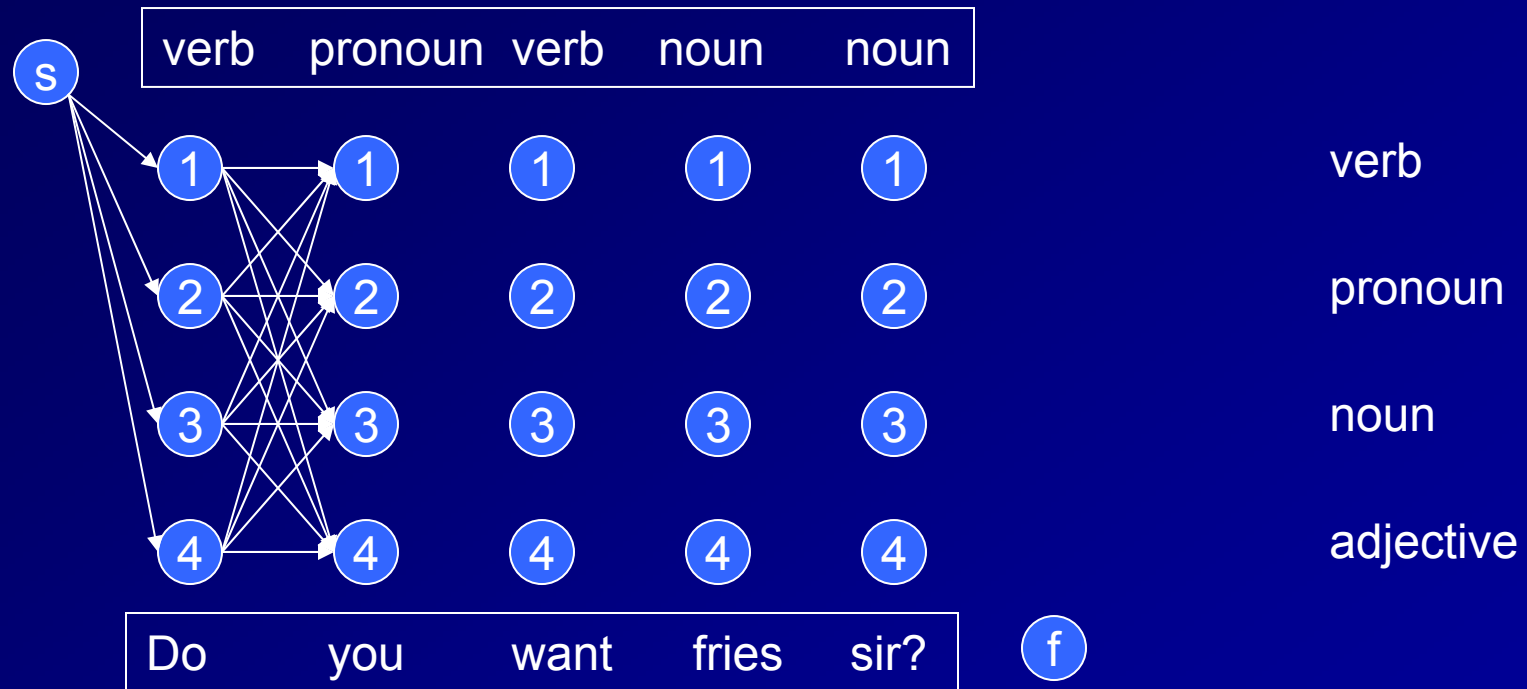 s
verb pronoun verb noun noun
1 1 1 1 1 verb
2 2 2 2 2 pronoun
3 3 3 3 3 noun
4 4 4 4 4 adjective
Do you want fries sir? f